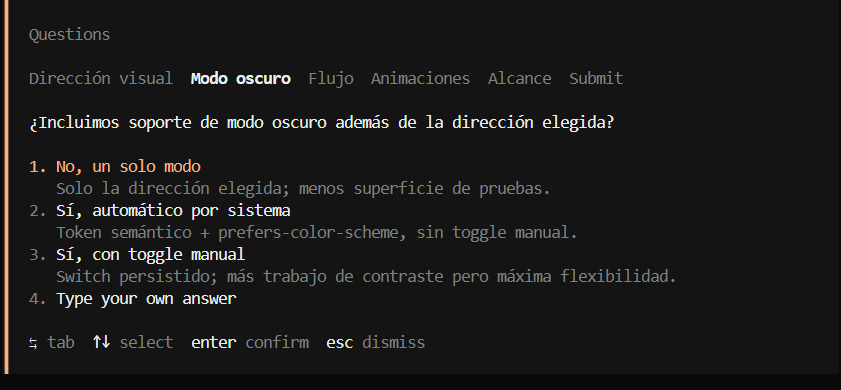 Questions
Dirección visual  Modo oscuro  Flujo  Animaciones  Alcance  Submit
¿Incluimos soporte de modo oscuro además de la dirección elegida?
1. No, un solo modo
Solo la dirección elegida; menos superficie de pruebas.
2. Sí, automático por sistema
Token semántico + prefers-color-scheme, sin toggle manual.
3. Sí, con toggle manual
Switch persistido; más trabajo de contraste pero máxima flexibilidad.
4. Type your own answer
⇆ tab  ↑↓ select  enter confirm  esc dismiss